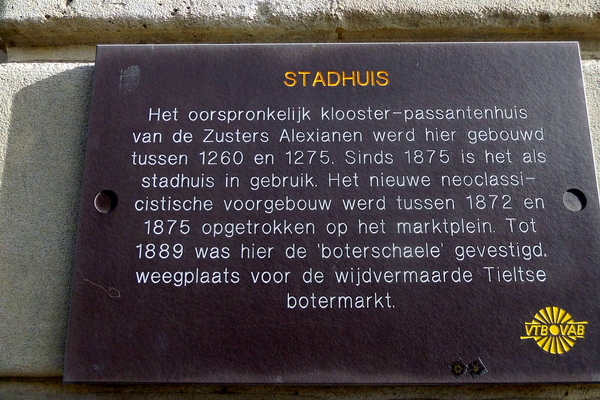 STADHUIS
Het oorspronkelijk klooster-passantenhuis
van de Zusters Alexianen werd hier gebouwd
tussen 1260 en 1275. Sinds 1875 is het als
stadhuis in gebruik. Het nieuwe neoclassi-
cistische voorgebouw werd tussen 1872 en
1875 opgetrokken op het marktplein. Tot
1889 was hier de 'boterschaele' gevestigd,
weegplaats voor de wijdvermaarde Tieltse
botermarkt.
VTB VAB